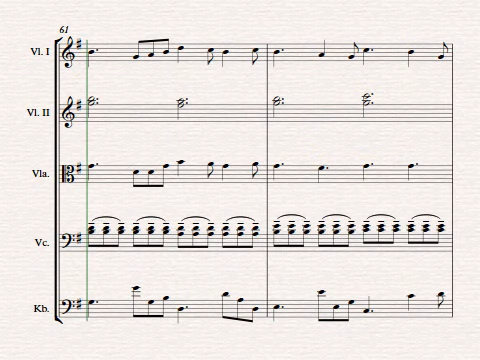 61
Vl. I
Vl. II
Vla.
Vc.
Kb.